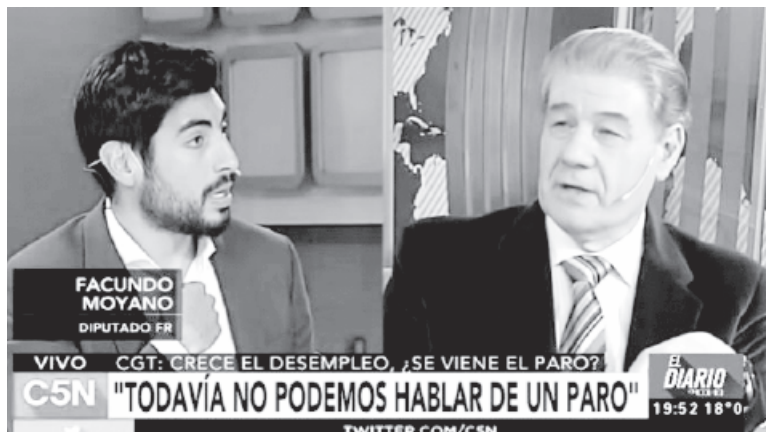 FACUNDO
MOYANO
DIPUTADO FR
VIVO CGT: CRECE EL DESEMPLEO, ¿SE VIENE EL PARO?
C5N "TODAVÍA NO PODEMOS HABLAR DE UN PARO"
EL
DIARIO
19:52 18°
TWITTER.COM/C5N